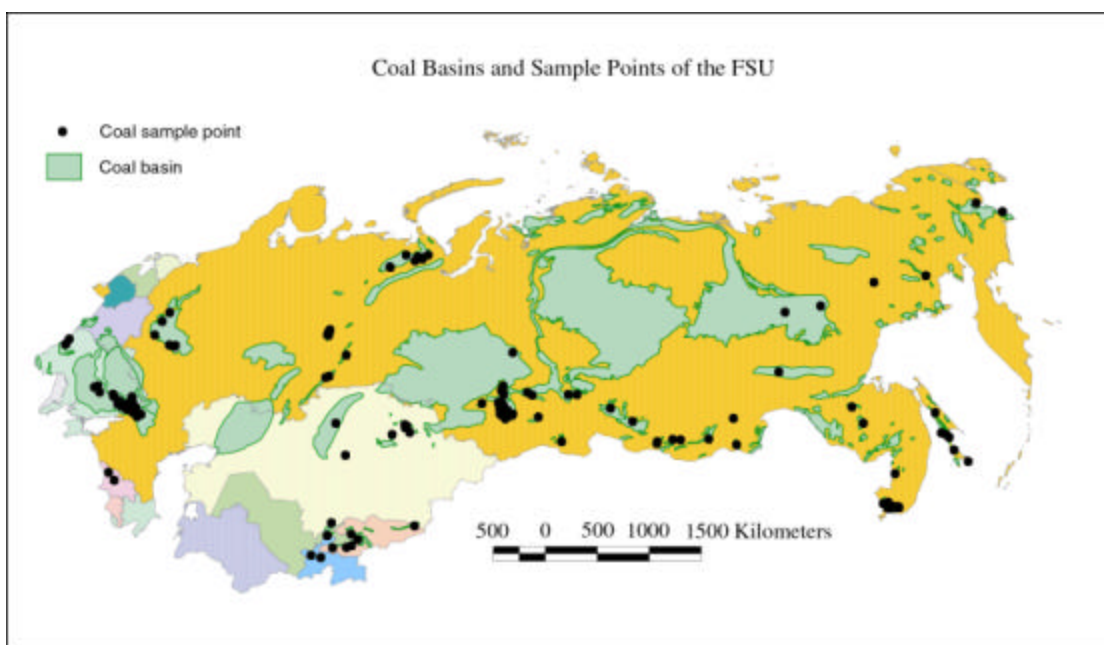 Coal Basins and Sample Points of the FSU
Coal sample point
Coal basin
500 0 500 1000 1500 Kilometers